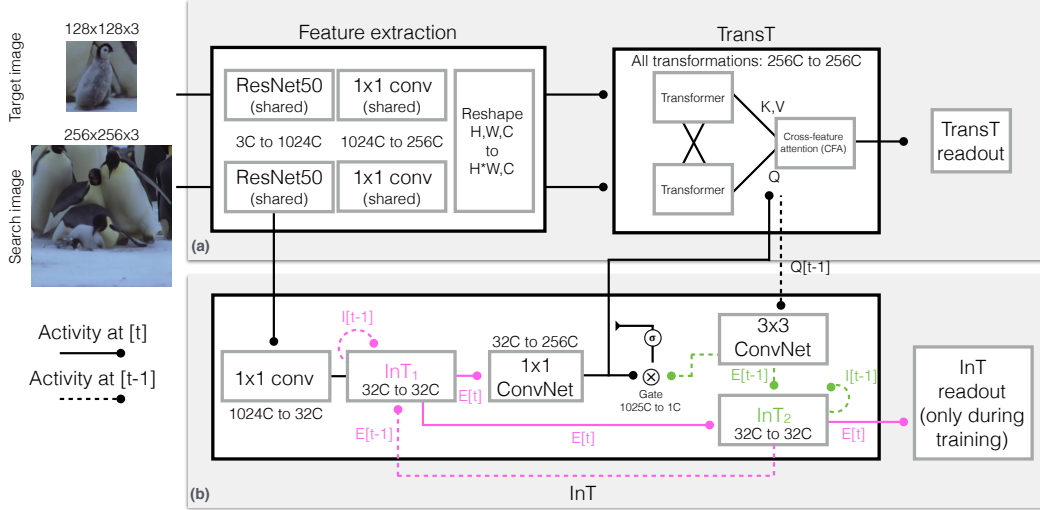 Target image
128x128x3
Search image
256x256x3
Feature extraction
ResNet50
(shared)
1x1 conv
(shared)
3C to 1024C
1024C to 256C
ResNet50
(shared)
1x1 conv
(shared)
Reshape
H,W,C
to
H*W,C
TransT
All transformations: 256C to 256C
Transformer
Transformer
K,V
Q
Cross-feature
attention (CFA)
TransT
readout
(a)
Q[t-1]
Activity at [t]
Activity at [t-1]
1x1 conv
1024C to 32C
I[t-1]
InT1
32C to 32C
E[t]
32C to 256C
1x1
ConvNet
σ
Gate
1025C to 1C
3x3
ConvNet
E[t-1]
I[t-1]
InT2
32C to 32C
E[t]
E[t]
E[t-1]
InT
readout
(only during
training)
(b)
InT